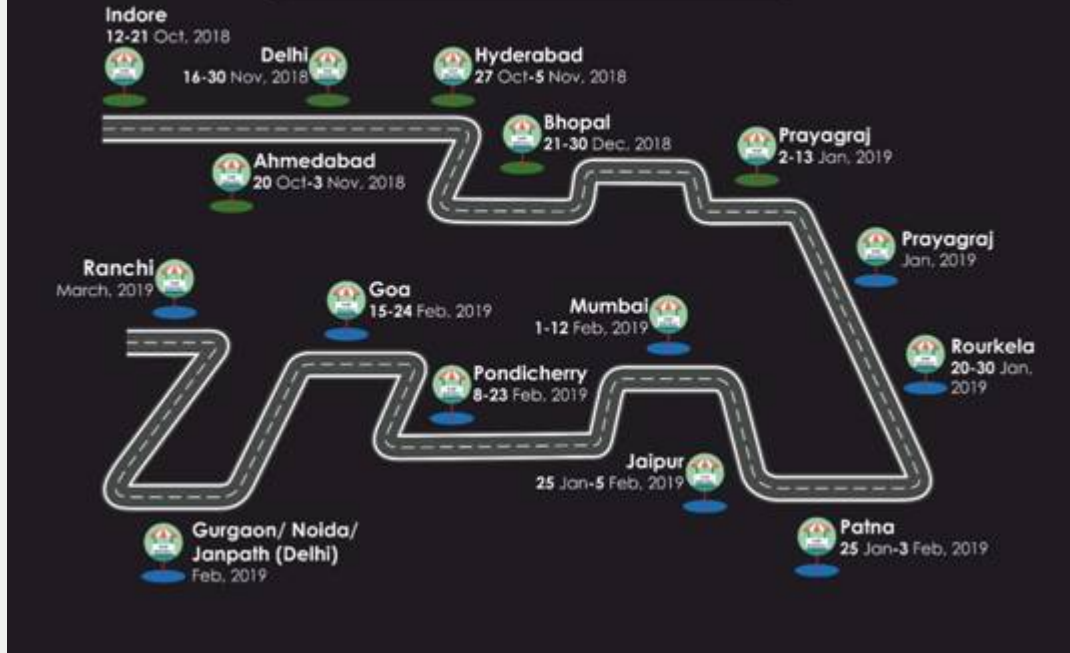 Indore
12-21 Oct, 2018
Delhi
16-30 Nov, 2018
Hyderabad
27 Oct-5 Nov, 2018
Bhopal
21-30 Dec, 2018
Prayagraj
2-13 Jan, 2019
Ahmedabad
20 Oct-3 Nov, 2018
Prayagraj
Jan, 2019
Ranchi
March, 2019
Goa
15-24 Feb, 2019
Mumbai
1-12 Feb, 2019
Rourkela
20-30 Jan,
2019
Pondicherry
8-23 Feb, 2019
Jaipur
25 Jan-5 Feb, 2019
Patna
25 Jan-3 Feb, 2019
Gurgaon/ Noida/
Janpath (Delhi)
Feb, 2019